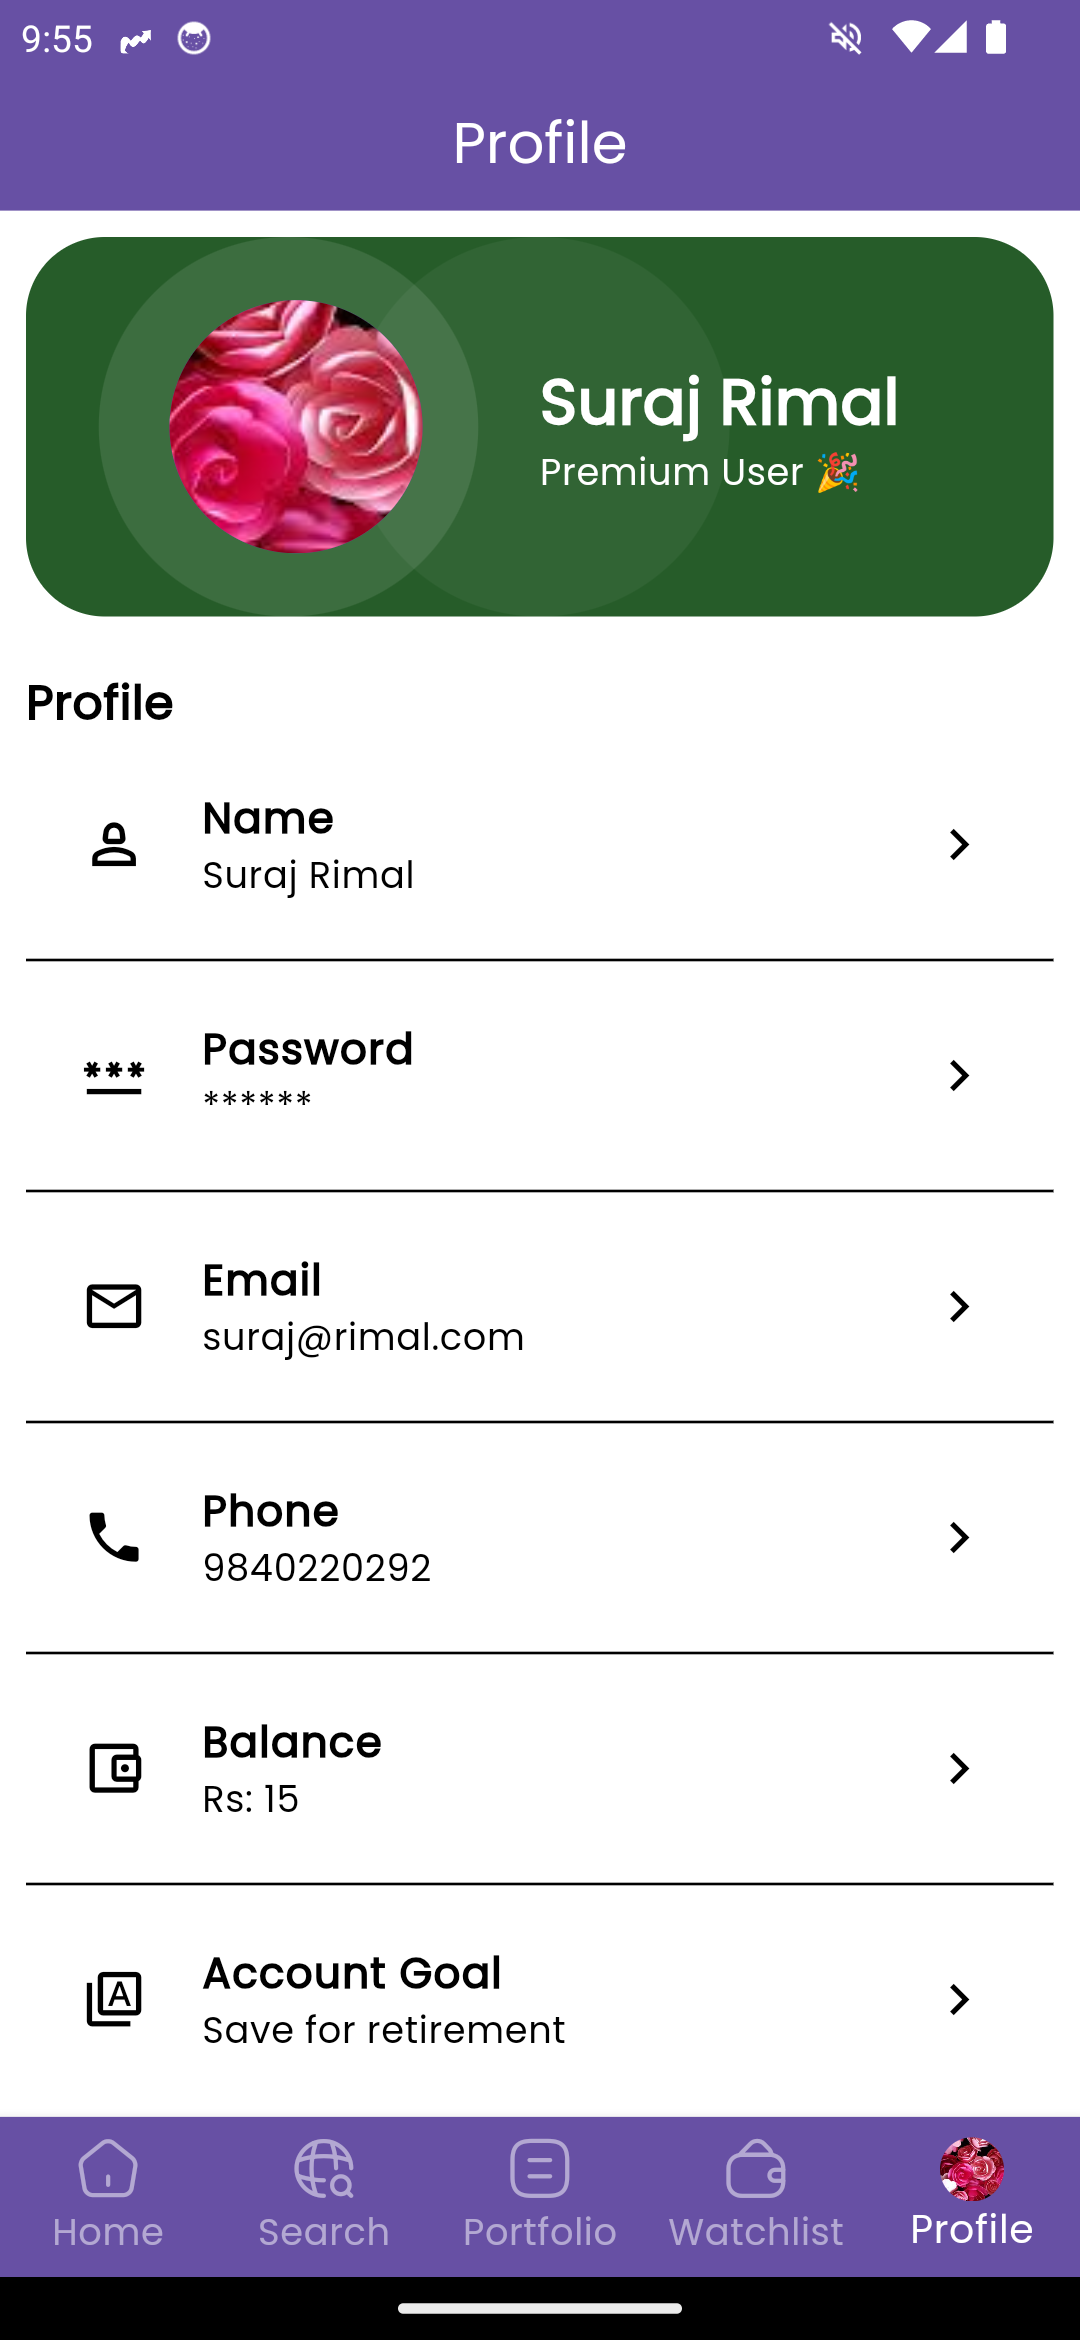 9:55
Profile
Suraj Rimal
Premium User 🎉
Profile
Name
Suraj Rimal
Password
******
Email
suraj@rimal.com
Phone
9840220292
Balance
Rs: 15
Account Goal
Save for retirement
Home
Search
Portfolio
Watchlist
Profile